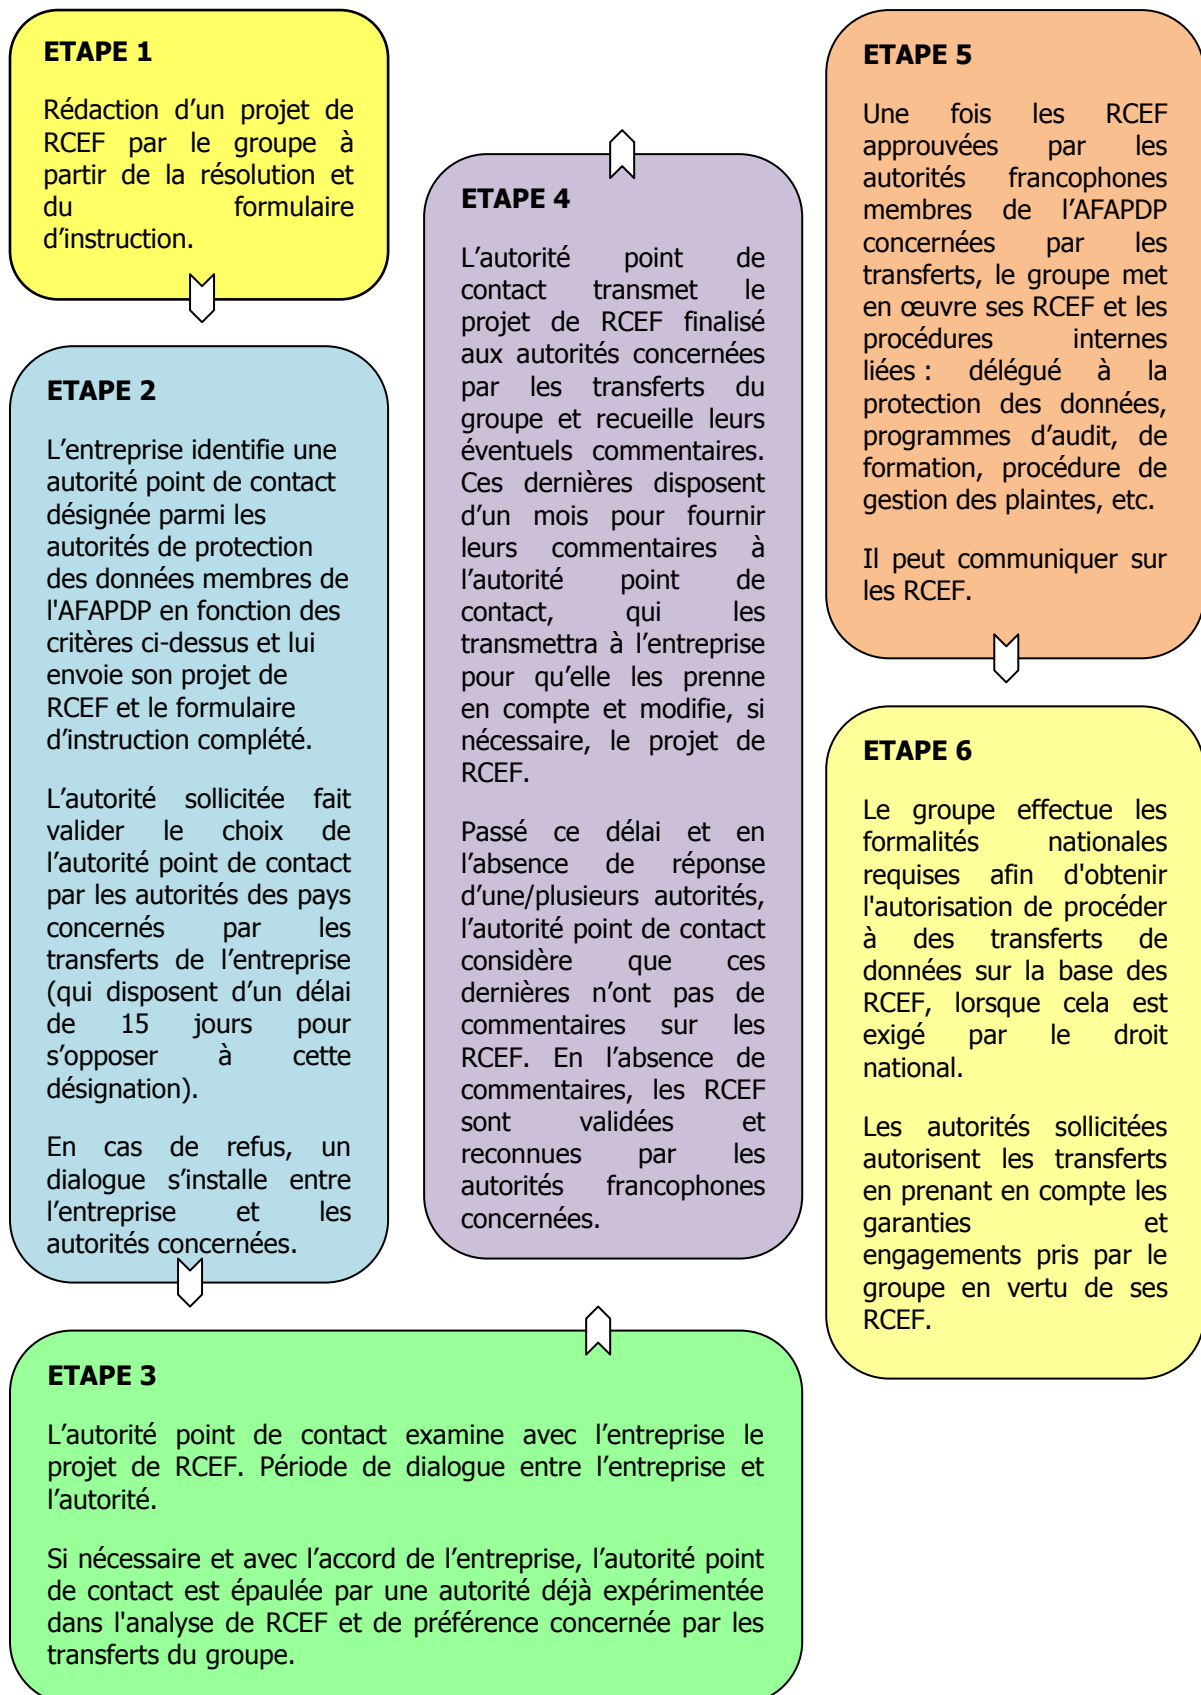 ETAPE 1
Rédaction d’un projet de
RCEF par le groupe à
partir de la résolution et
du formulaire
d’instruction.
ETAPE 2
L’entreprise identifie une
autorité point de contact
désignée parmi les
autorités de protection
des données membres de
l'AFAPDP en fonction des
critères ci-dessus et lui
envoie son projet de
RCEF et le formulaire
d’instruction complété.
L’autorité sollicitée fait
valider le choix de
l’autorité point de contact
par les autorités des pays
concernés par les
transferts de l’entreprise
(qui disposent d’un délai
de 15 jours pour
s’opposer à cette
désignation).
En cas de refus, un
dialogue s’installe entre
l’entreprise et les
autorités concernées.
ETAPE 3
L’autorité point de contact examine avec l’entreprise le
projet de RCEF. Période de dialogue entre l’entreprise et
l’autorité.
Si nécessaire et avec l’accord de l’entreprise, l’autorité point
de contact est épaulée par une autorité déjà expérimentée
dans l'analyse de RCEF et de préférence concernée par les
transferts du groupe.
ETAPE 4
L’autorité point de
contact transmet le
projet de RCEF finalisé
aux autorités concernées
par les transferts du
groupe et recueille leurs
éventuels commentaires.
Ces dernières disposent
d’un mois pour fournir
leurs commentaires à
l’autorité point de
contact, qui les
transmettra à l’entreprise
pour qu’elle les prenne
en compte et modifie, si
nécessaire, le projet de
RCEF.
Passé ce délai et en
l’absence de réponse
d’une/plusieurs autorités,
l’autorité point de contact
considère que ces
dernières n’ont pas de
commentaires sur les
RCEF. En l’absence de
commentaires, les RCEF
sont validées et
reconnues par les
autorités francophones
concernées.
ETAPE 5
Une fois les RCEF
approuvées par les
autorités francophones
membres de l’AFAPDP
concernées par les
transferts, le groupe met
en œuvre ses RCEF et les
procédures internes
liées : délégué à la
protection des données,
programmes d’audit, de
formation, procédure de
gestion des plaintes, etc.
Il peut communiquer sur
les RCEF.
ETAPE 6
Le groupe effectue les
formalités nationales
requises afin d'obtenir
l'autorisation de procéder
à des transferts de
données sur la base des
RCEF, lorsque cela est
exigé par le droit
national.
Les autorités sollicitées
autorisent les transferts
en prenant en compte les
garanties et
engagements pris par le
groupe en vertu de ses
RCEF.